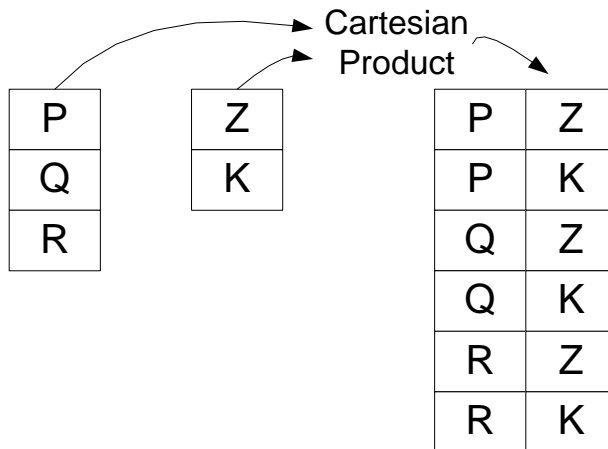 Cartesian
Product
P
Q
R
Z
K
P Z
P K
Q Z
Q K
R Z
R K